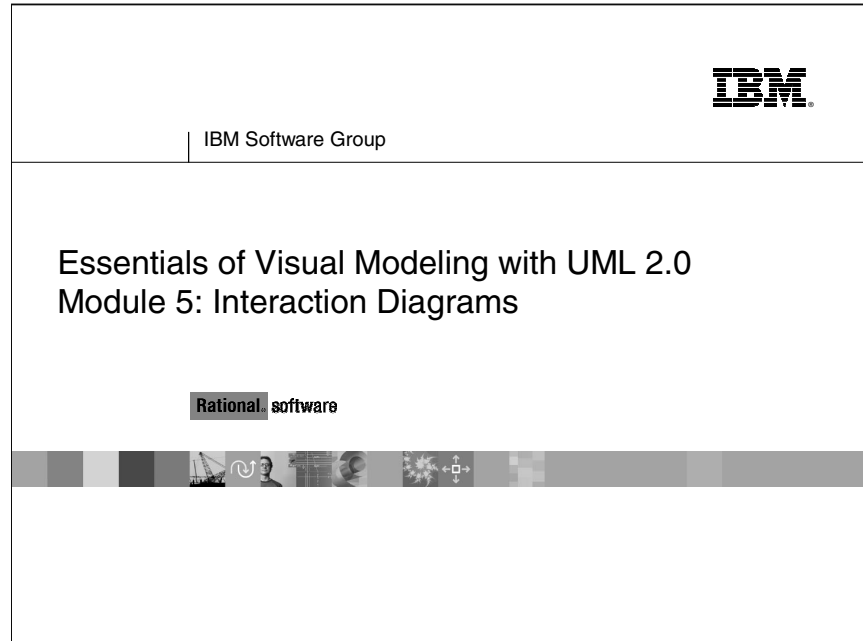 IBM®
IBM Software Group
Essentials of Visual Modeling with UML 2.0
Module 5: Interaction Diagrams
Rational® software